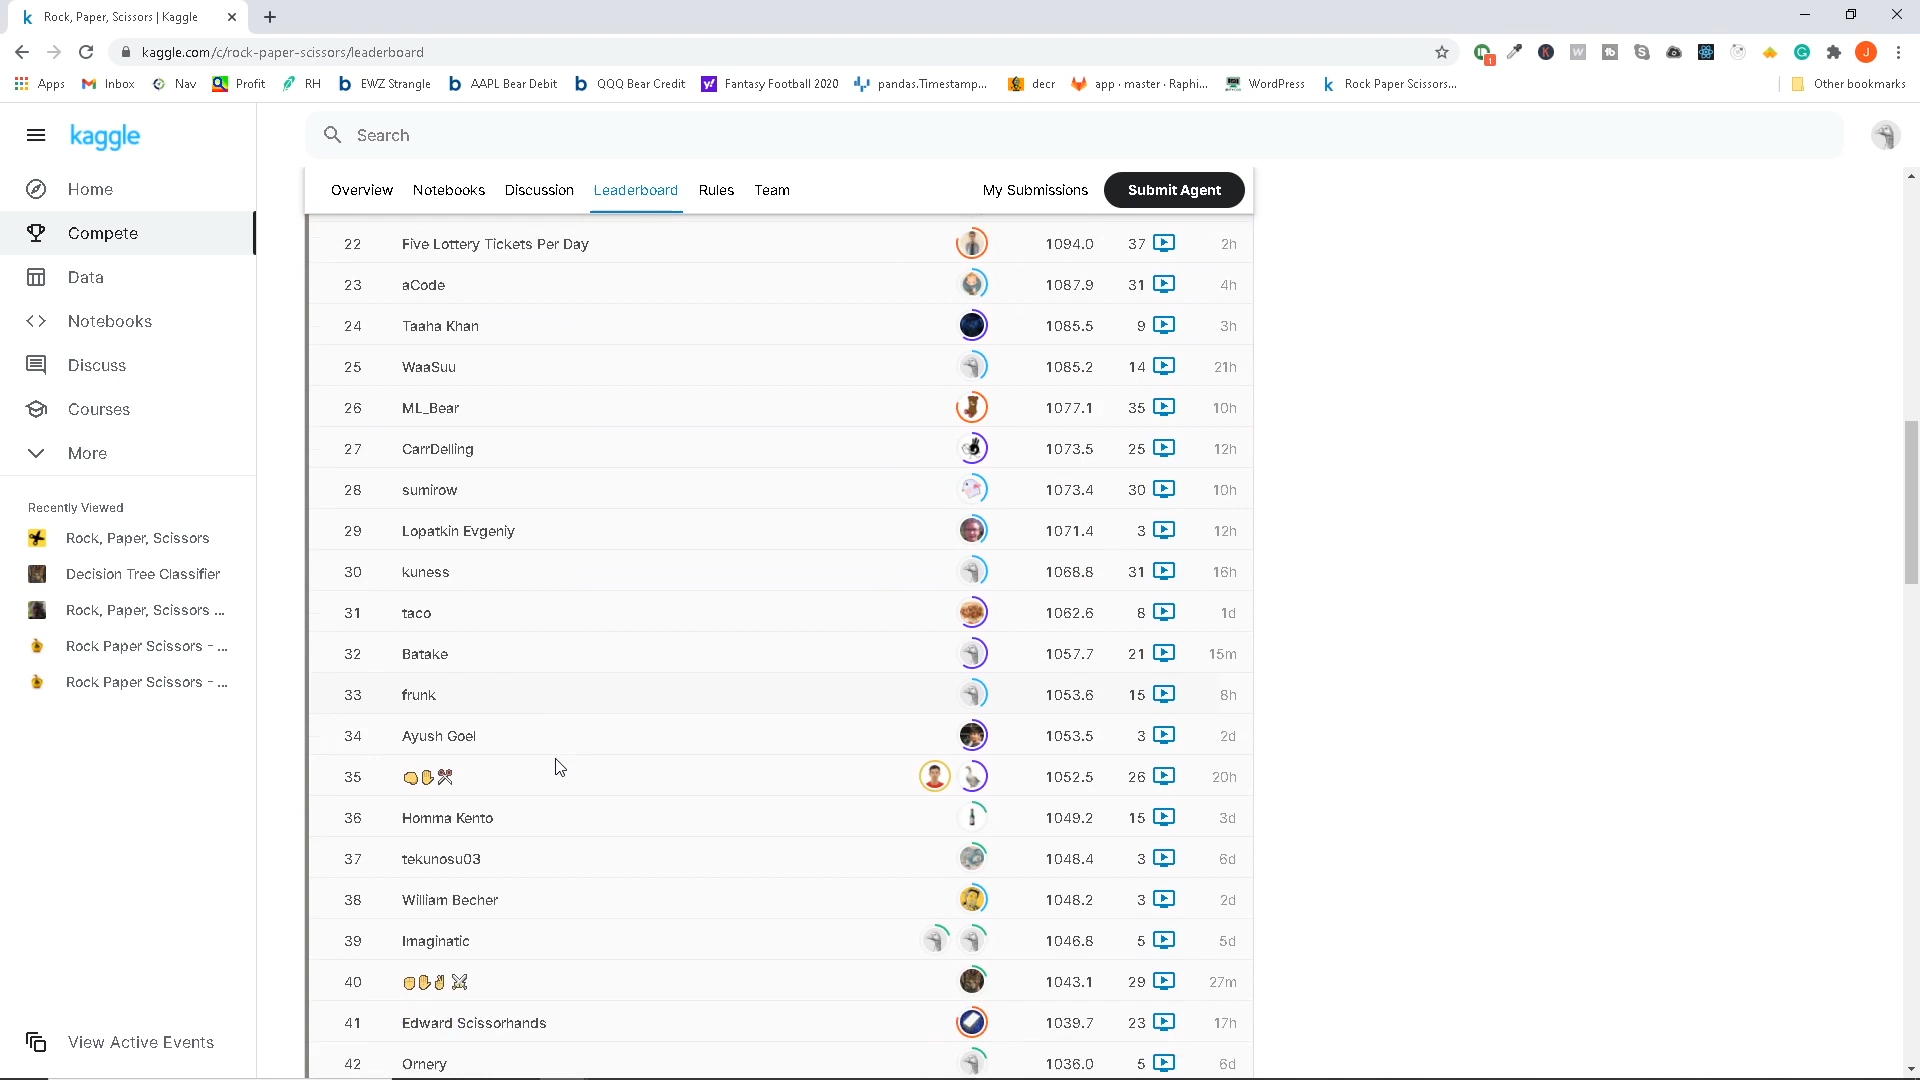 Rock, Paper, Scissors | Kaggle
kaggle.com/c/rock-paper-scissors/leaderboard
1
J
Apps Inbox Nav Profit RH EWZ Strangle AAPL Bear Debit QQQ Bear Credit Fantasy Football 2020 pandas.Timestamp... decr app · master · Raphi... WordPress Rock Paper Scissors... Other bookmarks
kaggle
Search
Home
Compete
Data
Notebooks
Discuss
Courses
More
Recently Viewed
Rock, Paper, Scissors
Decision Tree Classifier
Rock, Paper, Scissors ...
Rock Paper Scissors - ...
Rock Paper Scissors - ...
View Active Events
Overview Notebooks Discussion Leaderboard Rules Team My Submissions Submit Agent
22 Five Lottery Tickets Per Day 1094.0 37 2h
23 aCode 1087.9 31 4h
24 Taaha Khan 1085.5 9 3h
25 WaaSuu 1085.2 14 21h
26 ML_Bear 1077.1 35 10h
27 CarrDelling 1073.5 25 12h
28 sumirow 1073.4 30 10h
29 Lopatkin Evgeniy 1071.4 3 12h
30 kuness 1068.8 31 16h
31 taco 1062.6 8 1d
32 Batake 1057.7 21 15m
33 frunk 1053.6 15 8h
34 Ayush Goel 1053.5 3 2d
35 1052.5 26 20h
36 Homma Kento 1049.2 15 3d
37 tekunosu03 1048.4 3 6d
38 William Becher 1048.2 3 2d
39 Imaginatic 1046.8 5 5d
40 1043.1 29 27m
41 Edward Scissorhands 1039.7 23 17h
42 Ornery 1036.0 5 6d